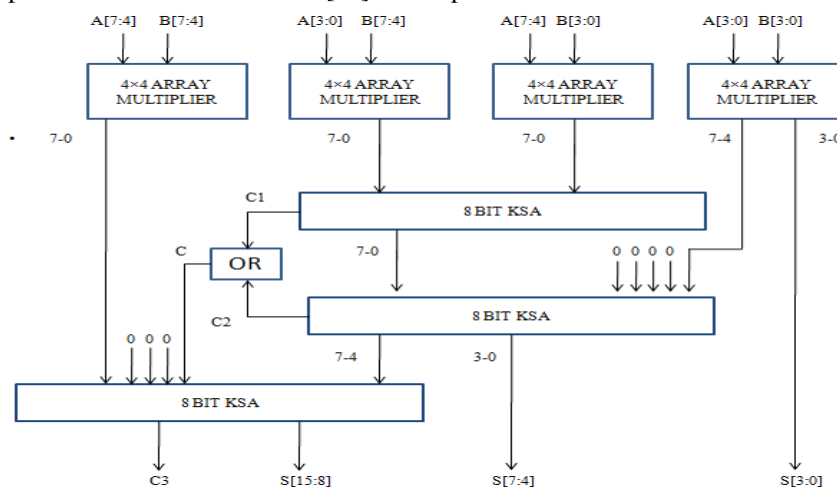 A[7:4] B[7:4] A[3:0] B[7:4] A[7:4] B[3:0] A[3:0] B[3:0]
4×4 ARRAY MULTIPLIER
4×4 ARRAY MULTIPLIER
4×4 ARRAY MULTIPLIER
4×4 ARRAY MULTIPLIER
7-0 7-0 7-0 7-4 3-0
C1
8 BIT KSA
C
OR
7-0
0 0 0 0
C2
8 BIT KSA
0 0 0
7-4 3-0
8 BIT KSA
C3 S[15:8] S[7:4] S[3:0]